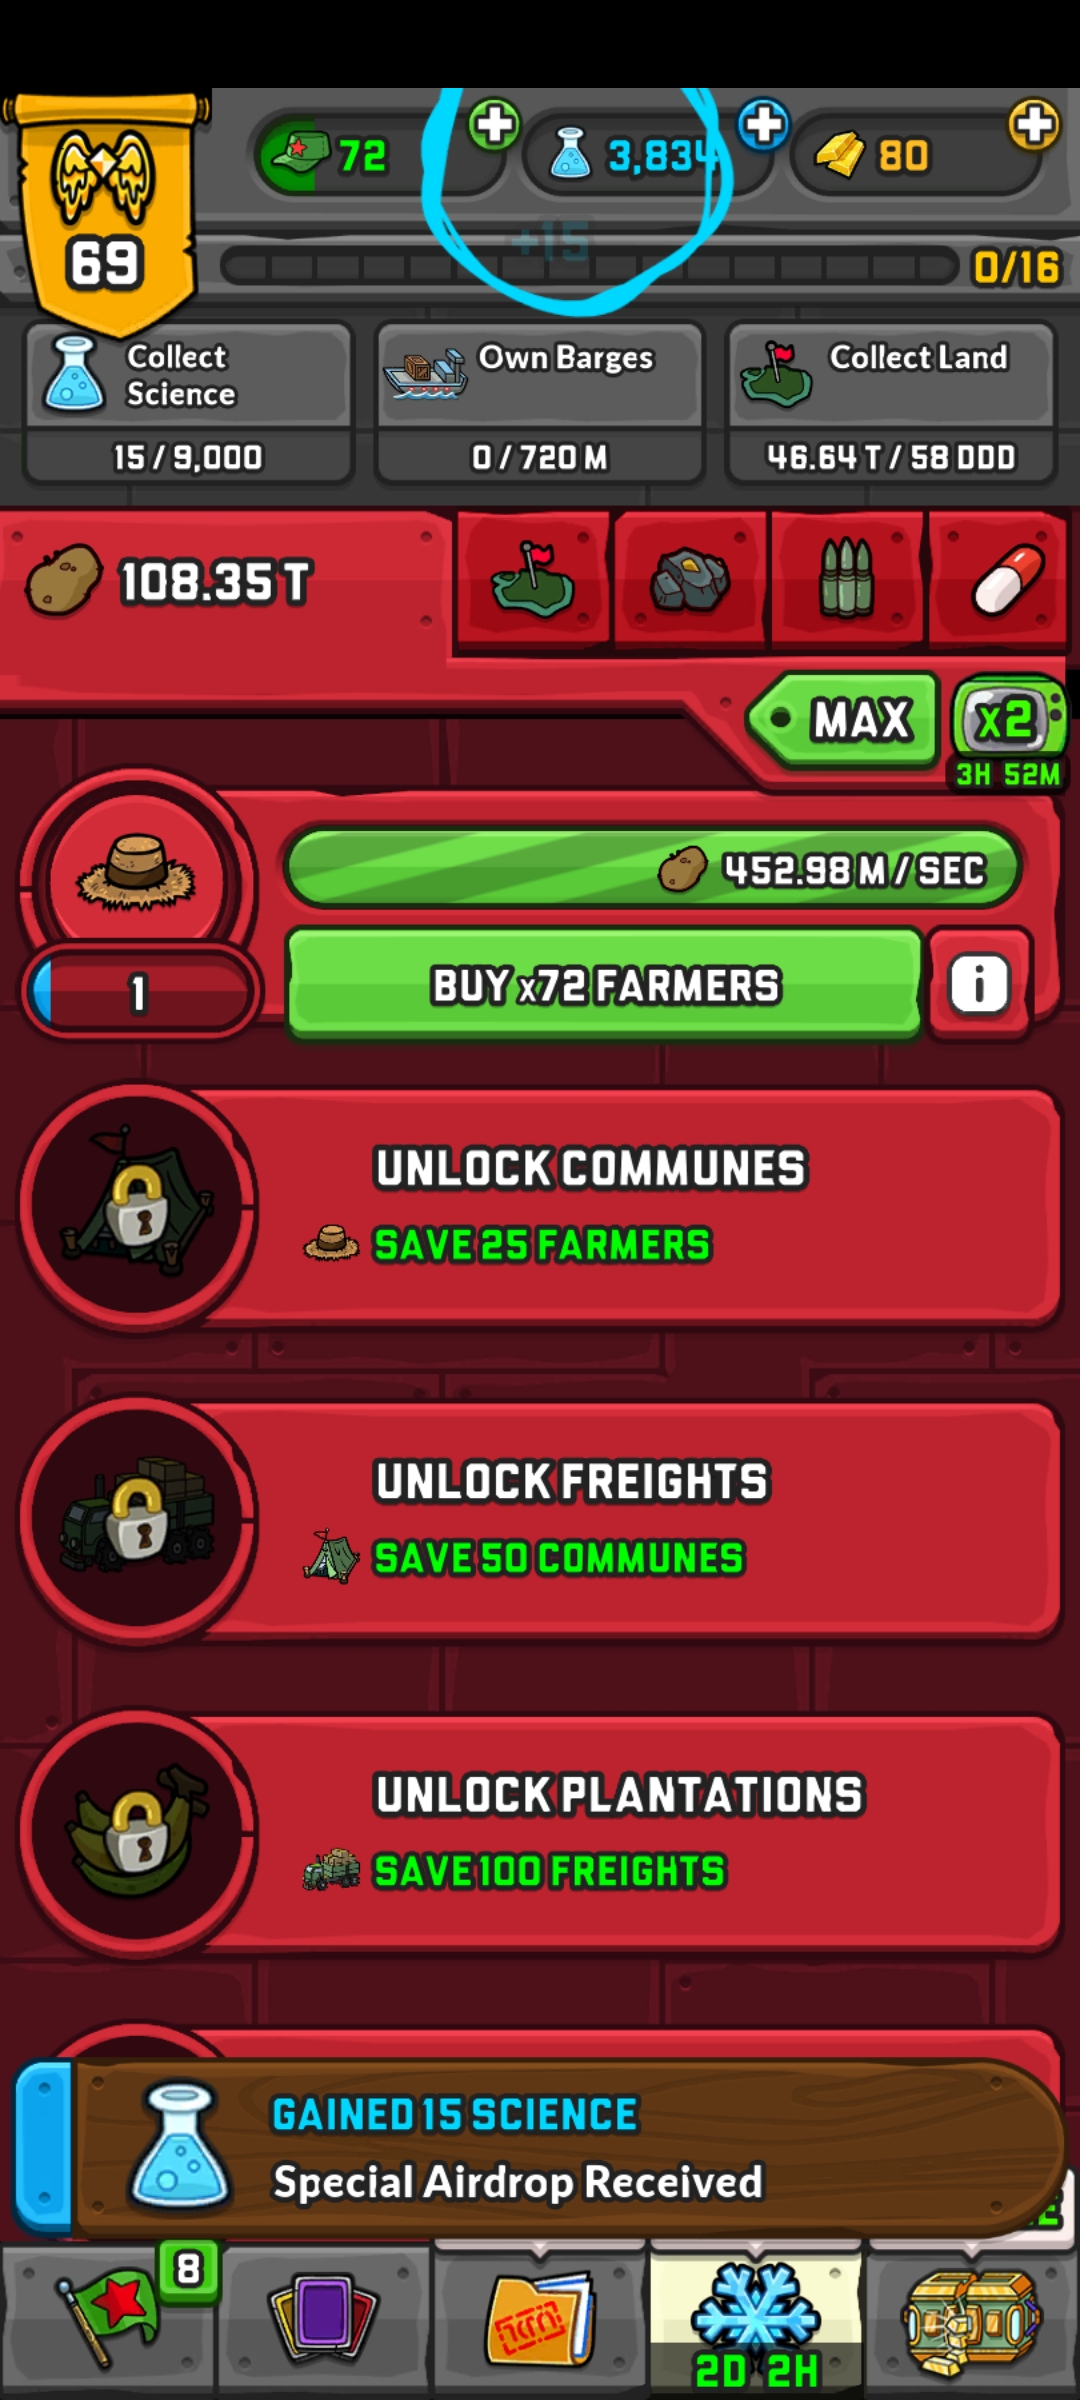 72
3,834
80
+15
69
0/16
Collect
Science
15 / 9,000
Own Barges
0 / 720 M
Collect Land
46.64 T / 58 DDD
108.35 T
MAX
x2
3H 52M
452.98 M / SEC
1
BUY x72 FARMERS
i
UNLOCK COMMUNES
SAVE 25 FARMERS
UNLOCK FREIGHTS
SAVE 50 COMMUNES
UNLOCK PLANTATIONS
SAVE 100 FREIGHTS
GAINED 15 SCIENCE
Special Airdrop Received
8
2D 2H